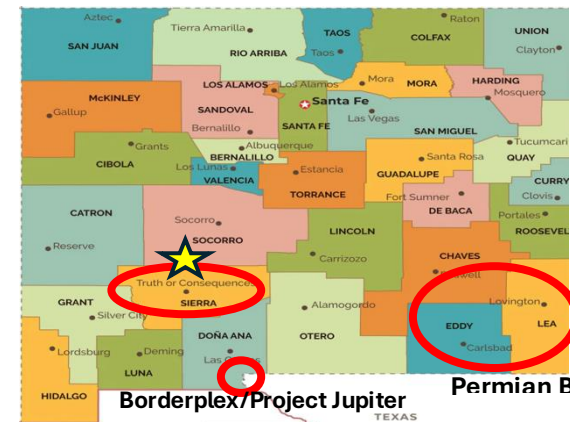 Aztec
Raton
Tierra Amarilla
TAOS
UNION
SAN JUAN
COLFAX
Taos
Clayton
RIO ARRIBA
LOS ALAMOS
Los Alamos
Mora
MORA
HARDING
McKINLEY
Mosquero
Santa Fe
SANDOVAL
Gallup
Las Vegas
SANTA FE
Bernalillo
SAN MIGUEL
Grants
Albuquerque
Tucumcari
BERNALILLO
QUAY
CIBOLA
Los Lunas
Estancia
Santa Rosa
VALENCIA
GUADALUPE
CURRY
TORRANCE
Fort Sumner
Clovis
CATRON
DE BACA
Portales
Socorro
LINCOLN
ROOSEVEL
Reserve
SOCORRO
Carrizozo
CHAVES
Truth or Consequences
GRANT
SIERRA
Alamogordo
Lovington
Silver City
EDDY
LEA
DOÑA ANA
OTERO
Lordsburg
Deming
Las
Carlsbad
LUNA
HIDALGO
Borderplex/Project Jupiter
Permian B
TEXAS